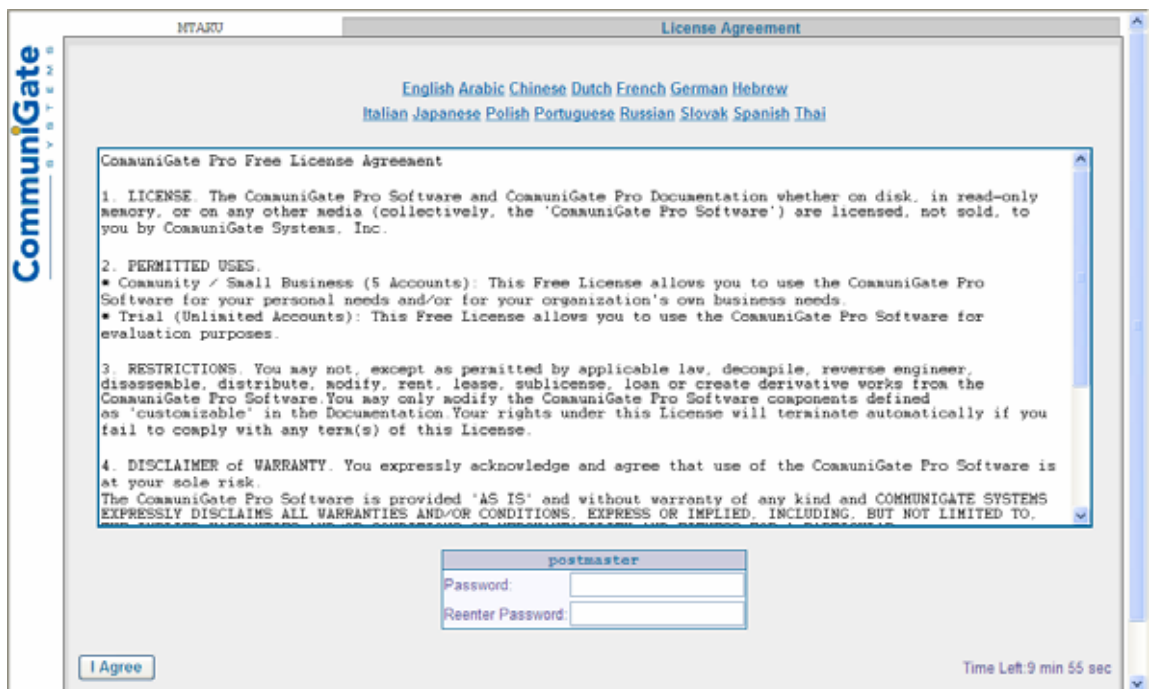 MTAKU
License Agreement
CommuniGate
SYSTEMS
English Arabic Chinese Dutch French German Hebrew
Italian Japanese Polish Portuguese Russian Slovak Spanish Thai
CommuniGate Pro Free License Agreement
1. LICENSE. The CommuniGate Pro Software and CommuniGate Pro Documentation whether on disk, in read-only
memory, or on any other media (collectively, the 'CommuniGate Pro Software') are licensed, not sold, to
you by CommuniGate Systems, Inc.
2. PERMITTED USES.
• Community / Small Business (5 Accounts): This Free License allows you to use the CommuniGate Pro
Software for your personal needs and/or for your organization's own business needs.
• Trial (Unlimited Accounts): This Free License allows you to use the CommuniGate Pro Software for
evaluation purposes.
3. RESTRICTIONS. You may not, except as permitted by applicable law, decompile, reverse engineer,
disassemble, distribute, modify, rent, lease, sublicense, loan or create derivative works from the
CommuniGate Pro Software.You may only modify the CommuniGate Pro Software components defined
as 'customizable' in the Documentation.Your rights under this License will terminate automatically if you
fail to comply with any term(s) of this License.
4. DISCLAIMER of WARRANTY. You expressly acknowledge and agree that use of the CommuniGate Pro Software is
at your sole risk.
The CommuniGate Pro Software is provided 'AS IS' and without warranty of any kind and COMMUNIGATE SYSTEMS
EXPRESSLY DISCLAIMS ALL WARRANTIES AND/OR CONDITIONS, EXPRESS OR IMPLIED, INCLUDING, BUT NOT LIMITED TO,
postmaster
Password:
Reenter Password:
I Agree
Time Left:9 min 55 sec